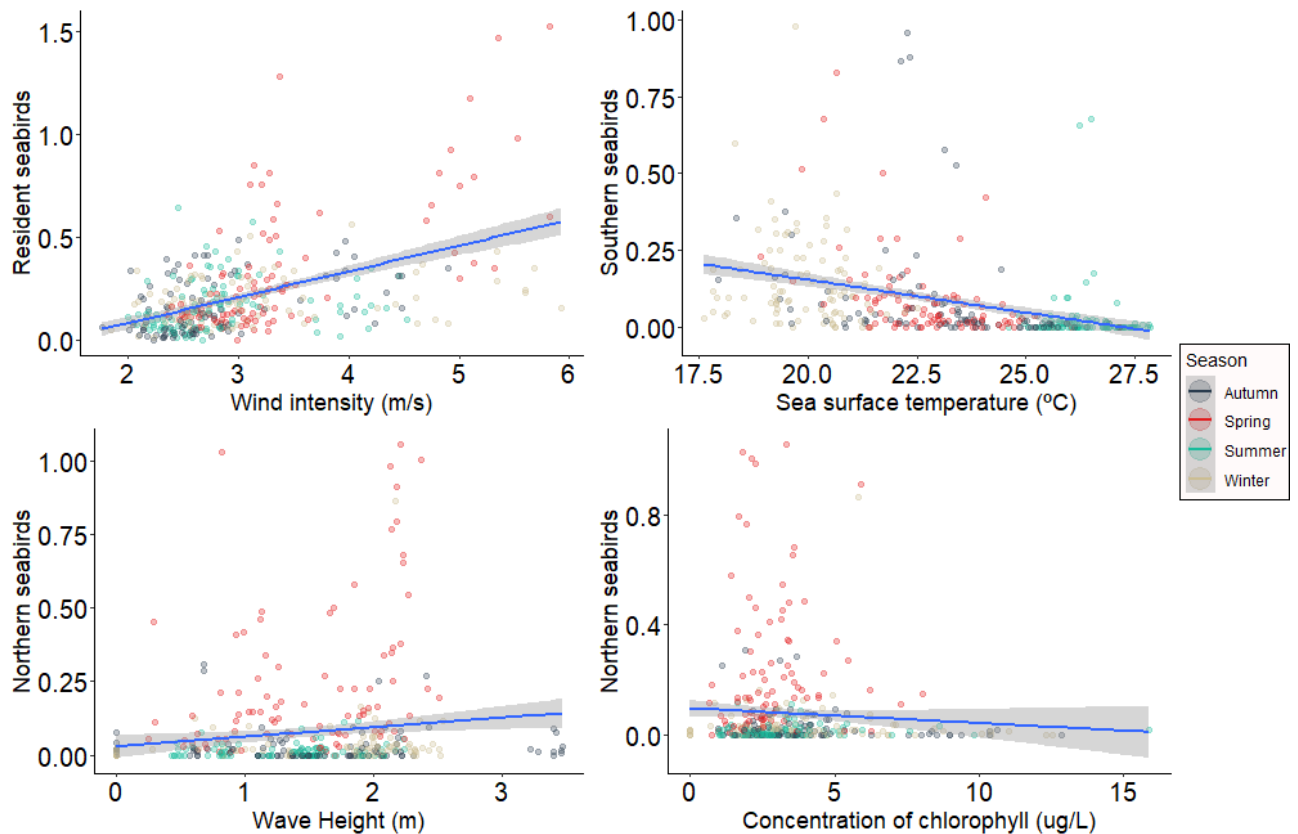 Resident seabirds
1.5
1.0
0.5
0.0
2 3 4 5 6
Wind intensity (m/s)
Southern seabirds
1.00
0.75
0.50
0.25
0.00
17.5 20.0 22.5 25.0 27.5
Sea surface temperature (ºC)
Season
Autumn
Spring
Summer
Winter
Northern seabirds
1.00
0.75
0.50
0.25
0.00
0 1 2 3
Wave Height (m)
Northern seabirds
0.8
0.4
0.0
0 5 10 15
Concentration of chlorophyll (ug/L)